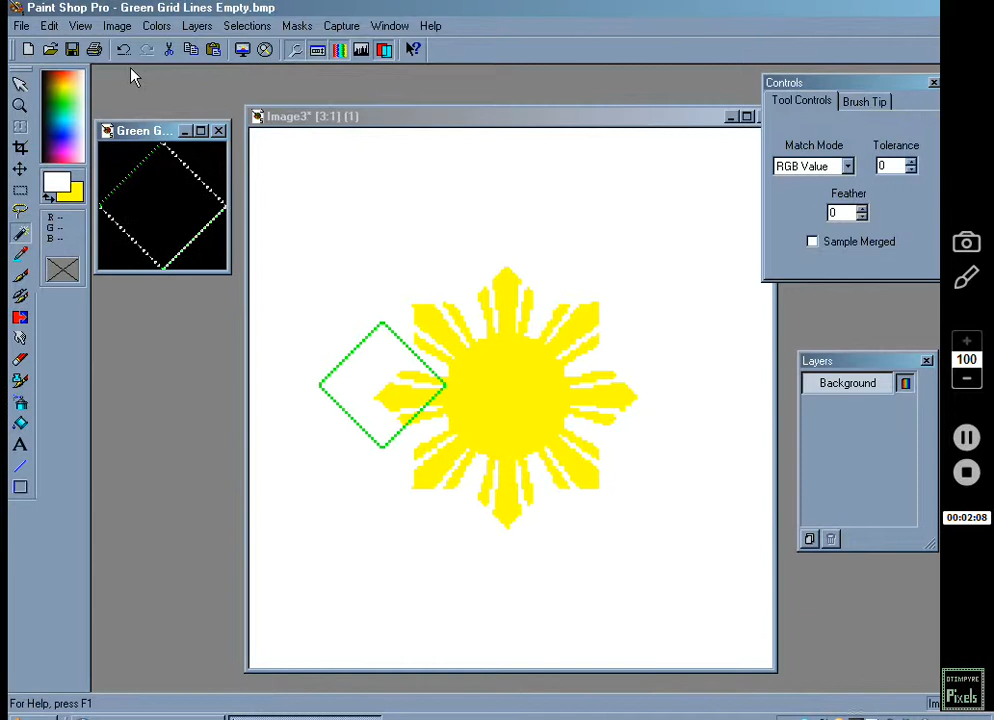 Paint Shop Pro - Green Grid Lines Empty.bmp
File Edit View Image Colors Layers Selections Masks Capture Window Help
Controls
Tool Controls Brush Tip
Image3* [3:1] (1)
Green G...
Match Mode Tolerance
RGB Value 0
Feather
0
Sample Merged
R --
G --
B --
A
100
Layers
Background
00:02:08
OTIMPYRE
Pixels
For Help, press F1
Im